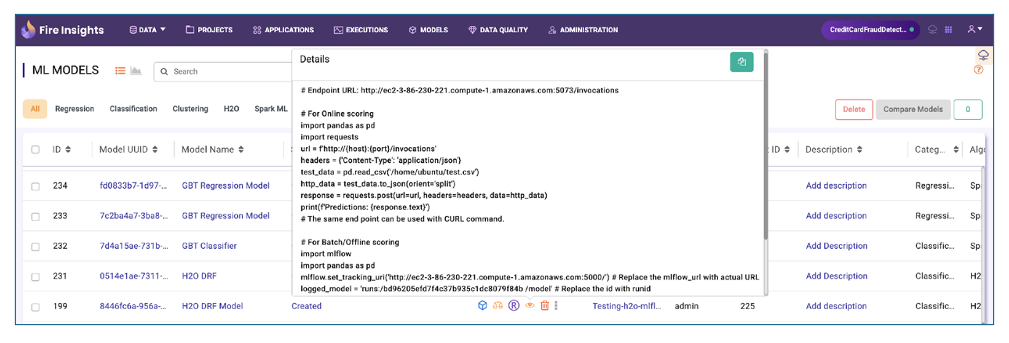 Fire Insights DATA PROJECTS APPLICATIONS EXECUTIONS MODELS DATA QUALITY ADMINISTRATION CreditCardFraudDetect...
ML MODELS Search
All Regression Classification Clustering H2O Spark ML Delete Compare Models 0
Details
# Endpoint URL: http://ec2-3-86-230-221.compute-1.amazonaws.com:5073/invocations
# For Online scoring
import pandas as pd
import requests
url = f'http://{host}:{port}/invocations'
headers = {'Content-Type': 'application/json'}
test_data = pd.read_csv('/home/ubuntu/test.csv')
http_data = test_data.to_json(orient='split')
response = requests.post(url=url, headers=headers, data=http_data)
print(f'Predictions: {response.text}')
# The same end point can be used with CURL command.
# For Batch/Offline scoring
import mlflow
import pandas as pd
mlflow.set_tracking_uri('http://ec2-3-86-230-221.compute-1.amazonaws.com:5000/') # Replace the mlflow_url with actual URL
logged_model = 'runs:/bd96205efd7f4c37b935c1dc8079f84b /model' # Replace the id with runid
ID Model UUID Model Name ID Description Categ... Algo
234 fd0833b7-1d97-... GBT Regression Model Add description Regressi... Sp
233 7c2ba4a7-3ba8-... GBT Regression Model Add Description Regressi... Sp
232 7d4a15ae-731b-... GBT Classifier Add Description Classific... Sp
231 0514e1ae-7311-... H2O DRF Add Description Classific... H2
199 8446fc6a-956a-... H2O DRF Model Created R Testing-h2o-mlfl... admin 225 Add description Classific... H2